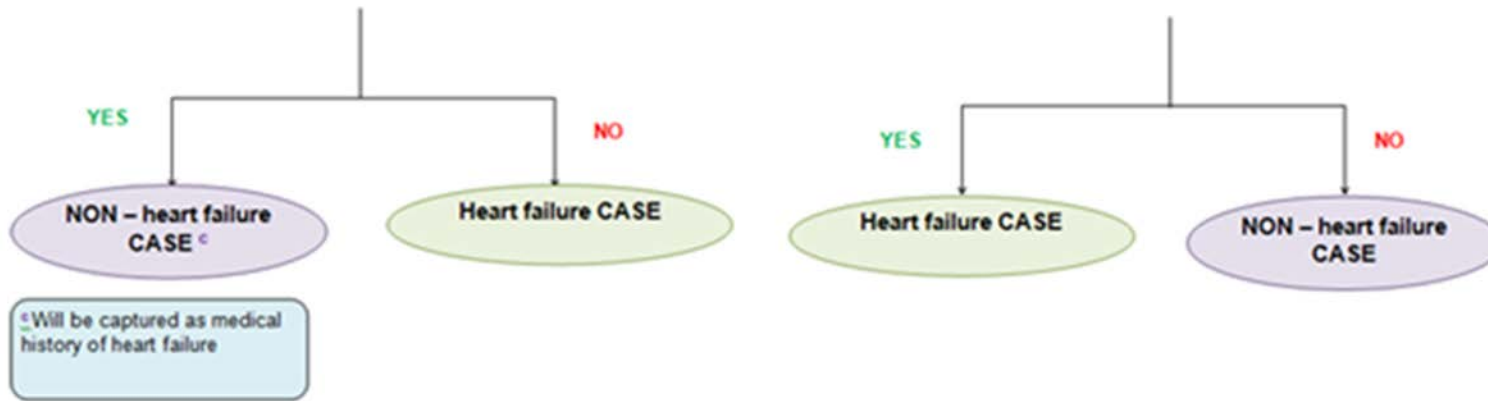 YES
NO
NON – heart failure
CASE c
Heart failure CASE
c Will be captured as medical
history of heart failure
YES
NO
Heart failure CASE
NON – heart failure
CASE